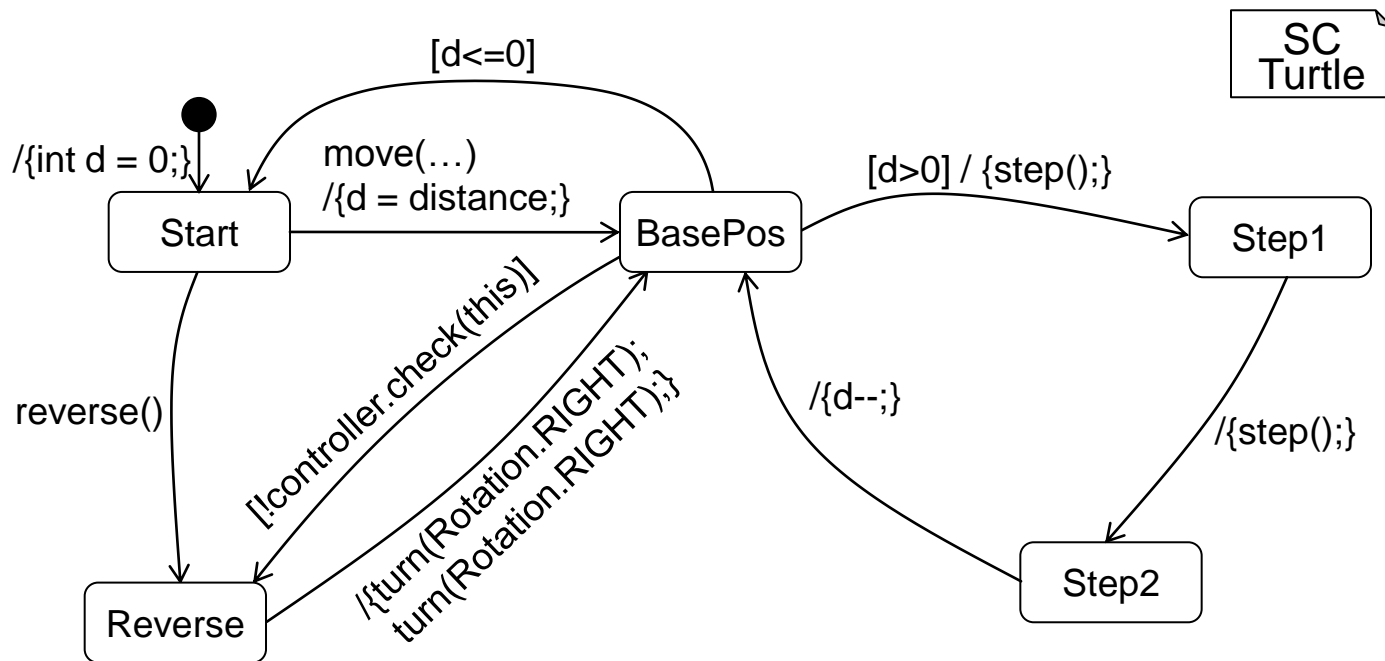 SC
Turtle
[d<=0]
/{int d = 0;}
move(…)
/{d = distance;}
[d>0] / {step();}
Start
BasePos
Step1
[!controller.check(this)]
/{turn(Rotation.RIGHT);
turn(Rotation.RIGHT);}
reverse()
/{d--;}
/{step();}
Step2
Reverse